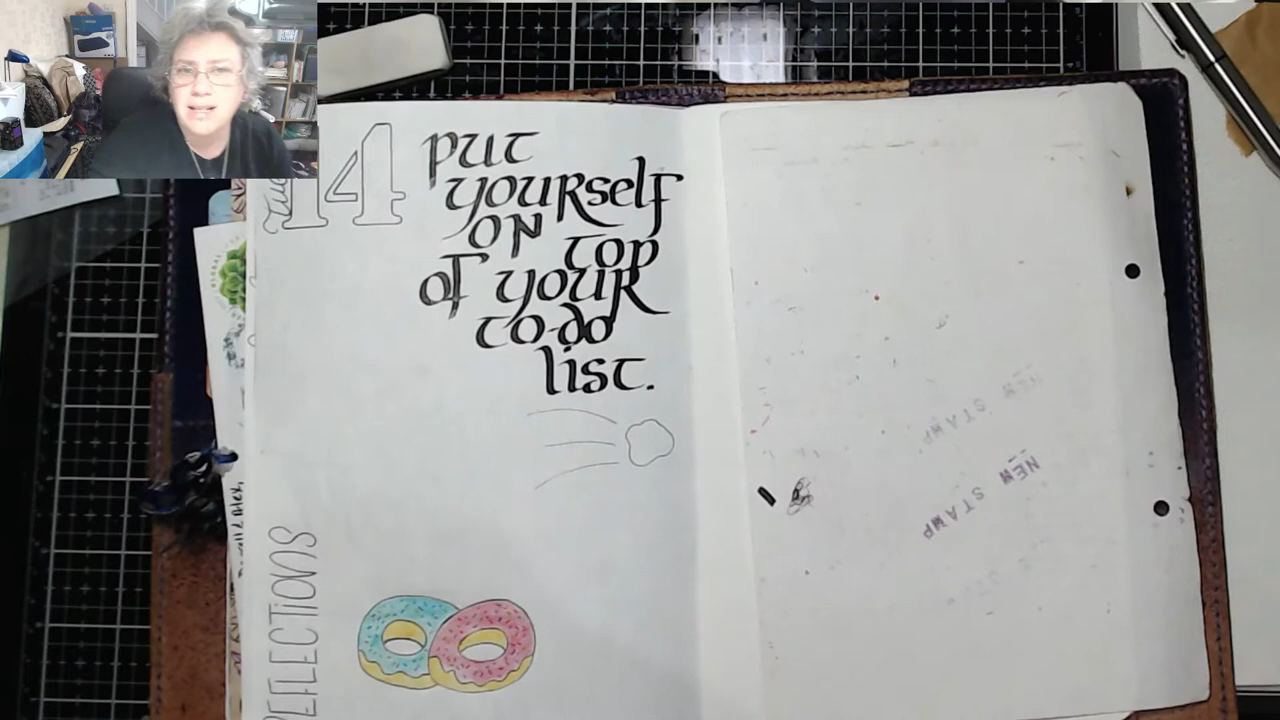 14
put
yourself
on top
of your
to-do
list.
NEW STAMP
NEW STAMP
REFLECTIONS